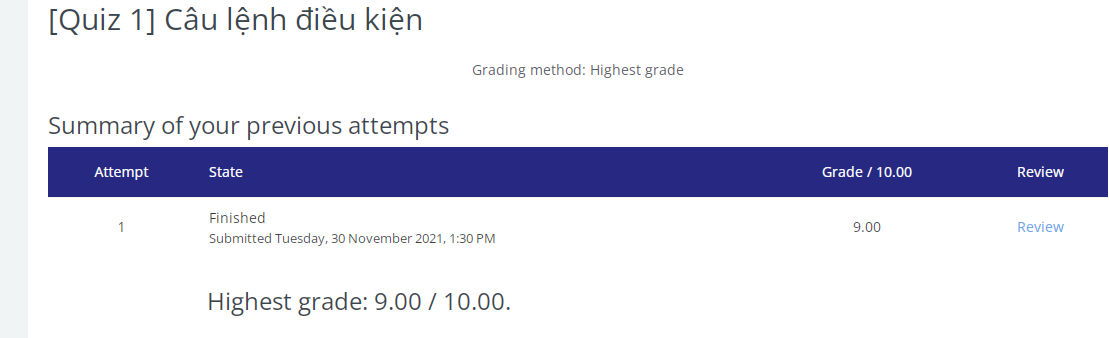 [Quiz 1] Câu lệnh điều kiện
Grading method: Highest grade
Summary of your previous attempts
Attempt State Grade / 10.00 Review
1 Finished 9.00 Review
Submitted Tuesday, 30 November 2021, 1:30 PM
Highest grade: 9.00 / 10.00.